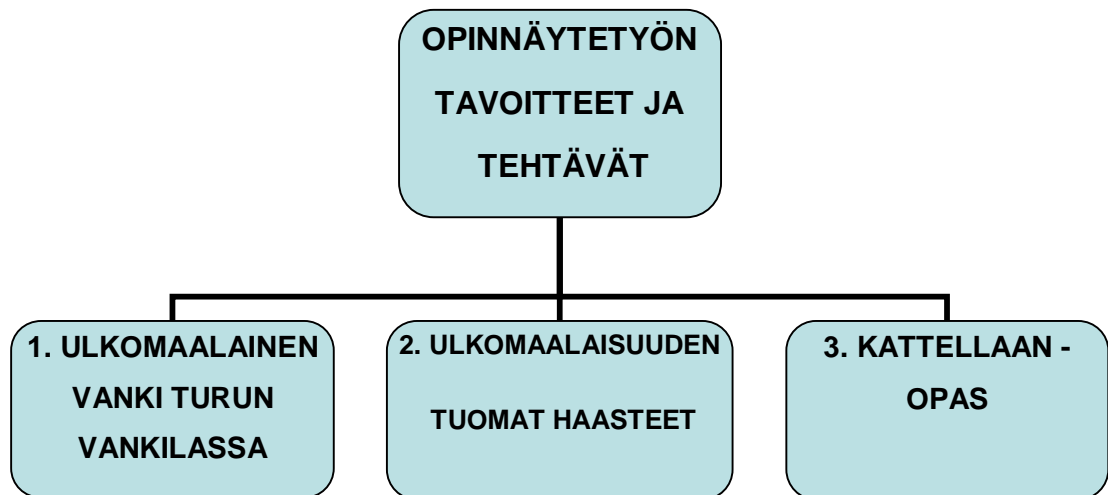 OPINNÄYTETYÖN
TAVOITTEET JA
TEHTÄVÄT
1. ULKOMAALAINEN
VANKI TURUN
VANKILASSA
2. ULKOMAALAISUUDEN
TUOMAT HAASTEET
3. KATTELLAAN -
OPAS